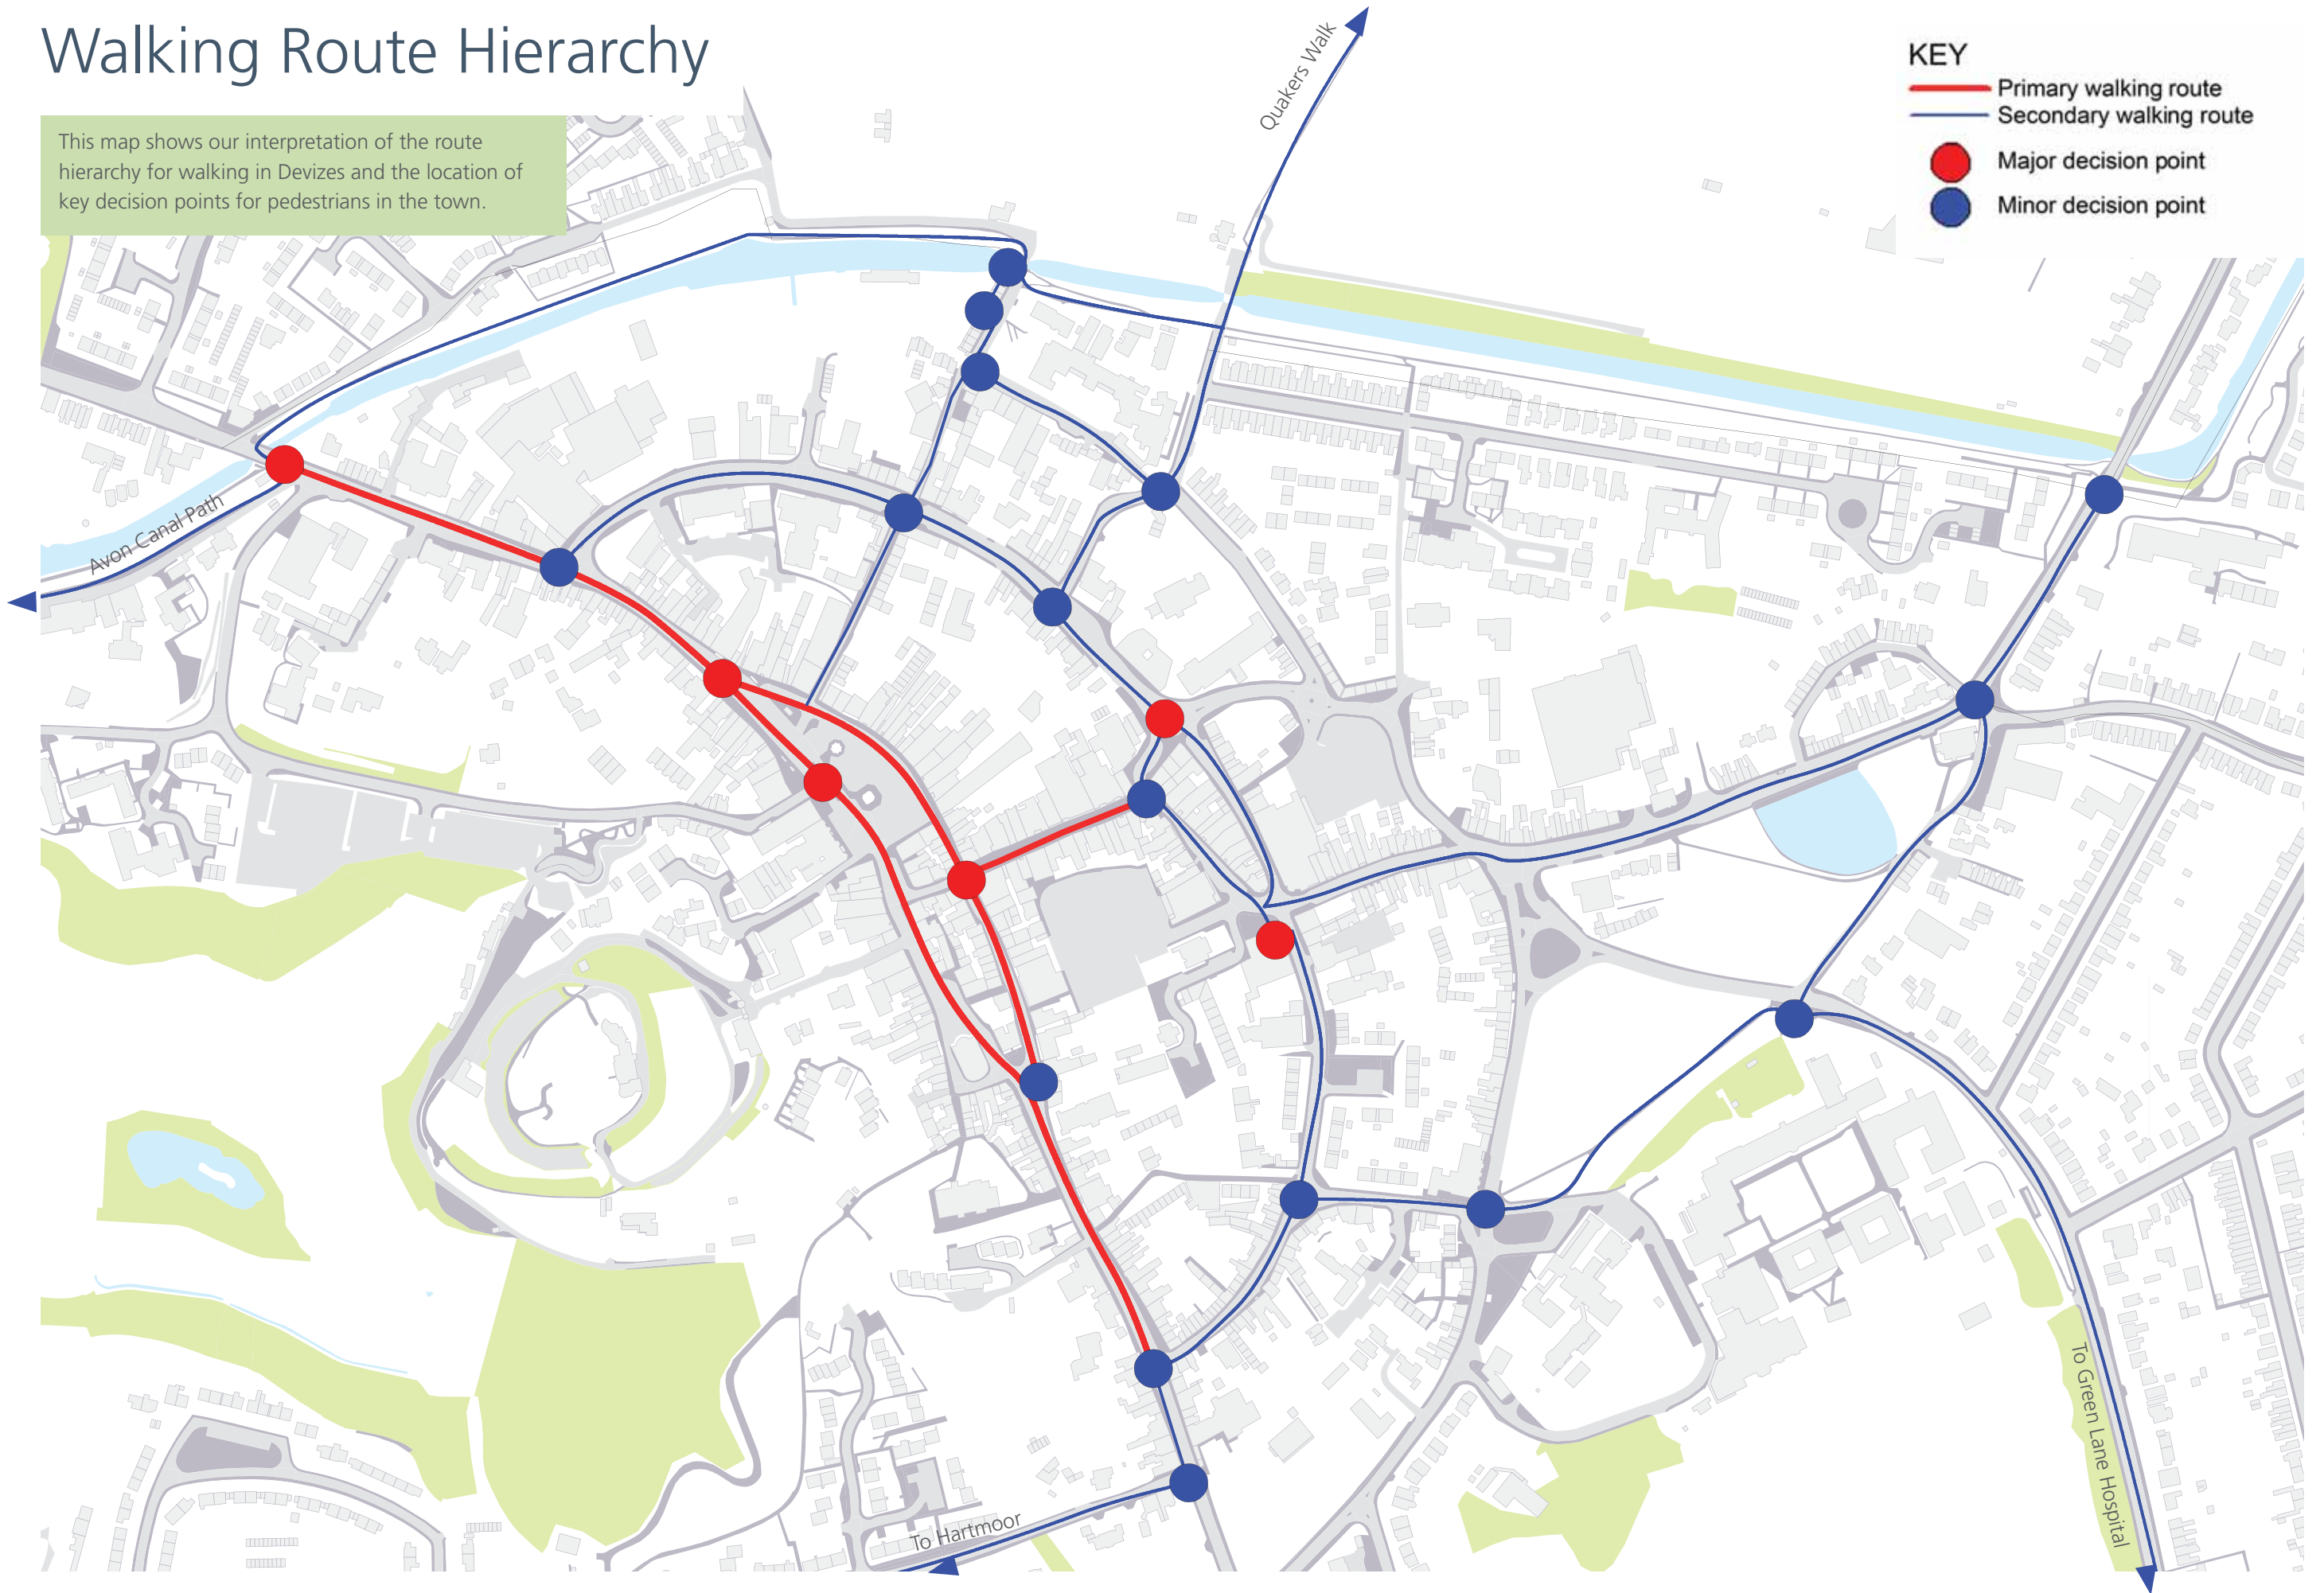 Walking Route Hierarchy
This map shows our interpretation of the route
hierarchy for walking in Devizes and the location of
key decision points for pedestrians in the town.
KEY
Primary walking route
Secondary walking route
Major decision point
Minor decision point
Quakers Walk
Avon Canal Path
To Hartmoor
To Green Lane Hospital